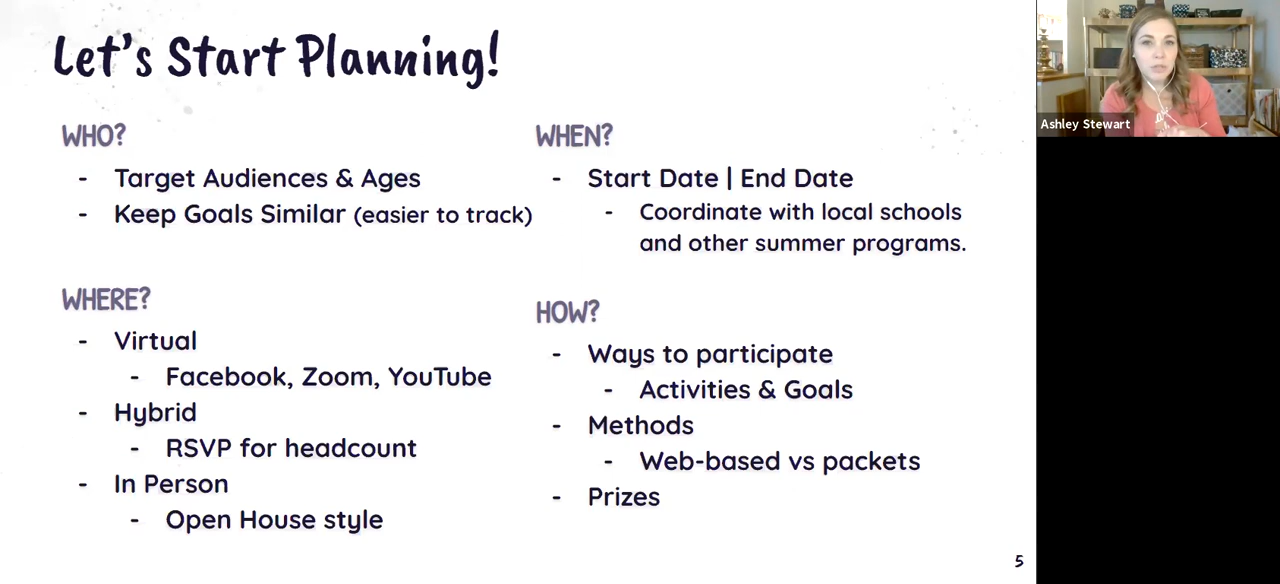 Let's Start Planning!
WHO?
- Target Audiences & Ages
- Keep Goals Similar (easier to track)
WHERE?
- Virtual
- Facebook, Zoom, YouTube
- Hybrid
- RSVP for headcount
- In Person
- Open House style
WHEN?
- Start Date | End Date
- Coordinate with local schools
and other summer programs.
HOW?
- Ways to participate
- Activities & Goals
- Methods
- Web-based vs packets
- Prizes
5
Ashley Stewart